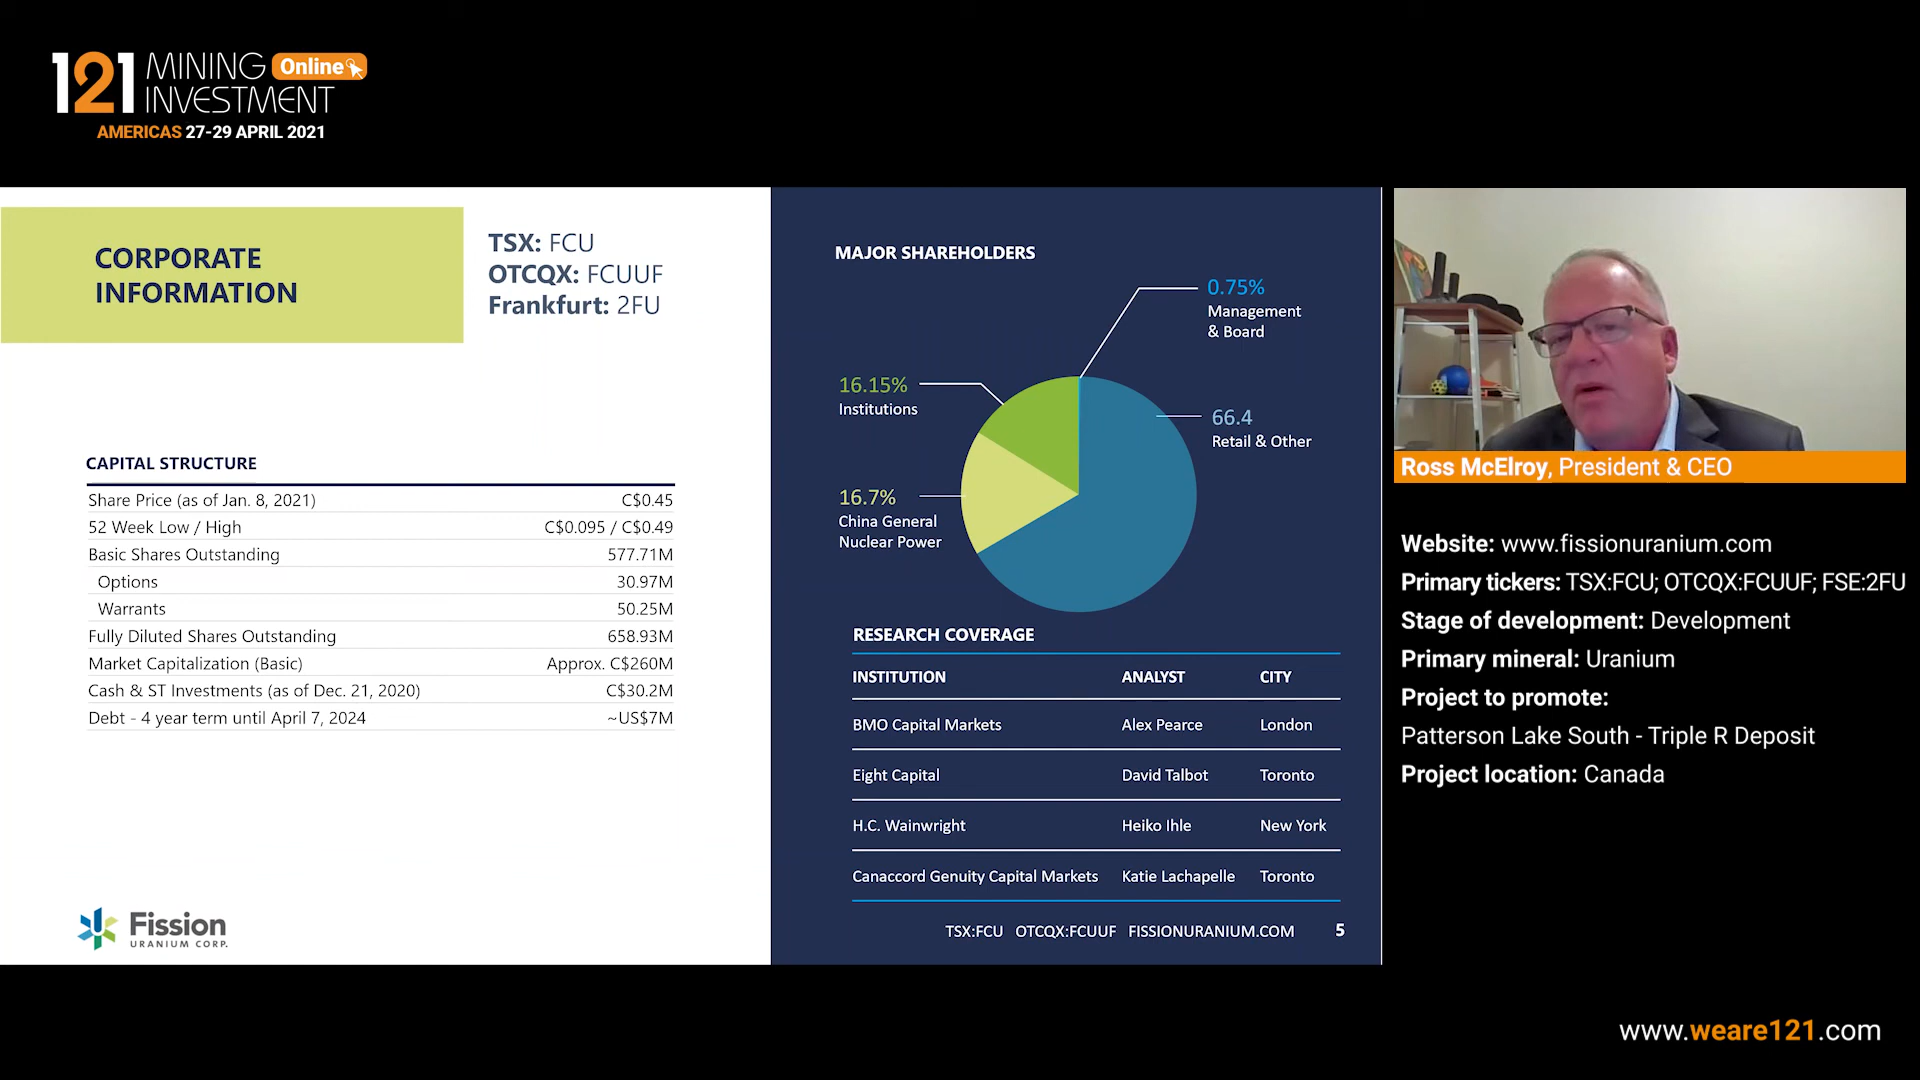 121 MINING Online
INVESTMENT
AMERICAS 27-29 APRIL 2021
CORPORATE
INFORMATION
TSX: FCU
OTCQX: FCUUF
Frankfurt: 2FU
CAPITAL STRUCTURE
Share Price (as of Jan. 8, 2021) C$0.45
52 Week Low / High C$0.095 / C$0.49
Basic Shares Outstanding 577.71M
Options 30.97M
Warrants 50.25M
Fully Diluted Shares Outstanding 658.93M
Market Capitalization (Basic) Approx. C$260M
Cash & ST Investments (as of Dec. 21, 2020) C$30.2M
Debt - 4 year term until April 7, 2024 ~US$7M
Fission
URANIUM CORP.
MAJOR SHAREHOLDERS
0.75%
Management
& Board
16.15%
Institutions
66.4
Retail & Other
16.7%
China General
Nuclear Power
RESEARCH COVERAGE
INSTITUTION ANALYST CITY
BMO Capital Markets Alex Pearce London
Eight Capital David Talbot Toronto
H.C. Wainwright Heiko Ihle New York
Canaccord Genuity Capital Markets Katie Lachapelle Toronto
TSX:FCU OTCQX:FCUUF FISSIONURANIUM.COM 5
Ross McElroy, President & CEO
Website: www.fissionuranium.com
Primary tickers: TSX:FCU; OTCQX:FCUUF; FSE:2FU
Stage of development: Development
Primary mineral: Uranium
Project to promote:
Patterson Lake South - Triple R Deposit
Project location: Canada
www.weare121.com